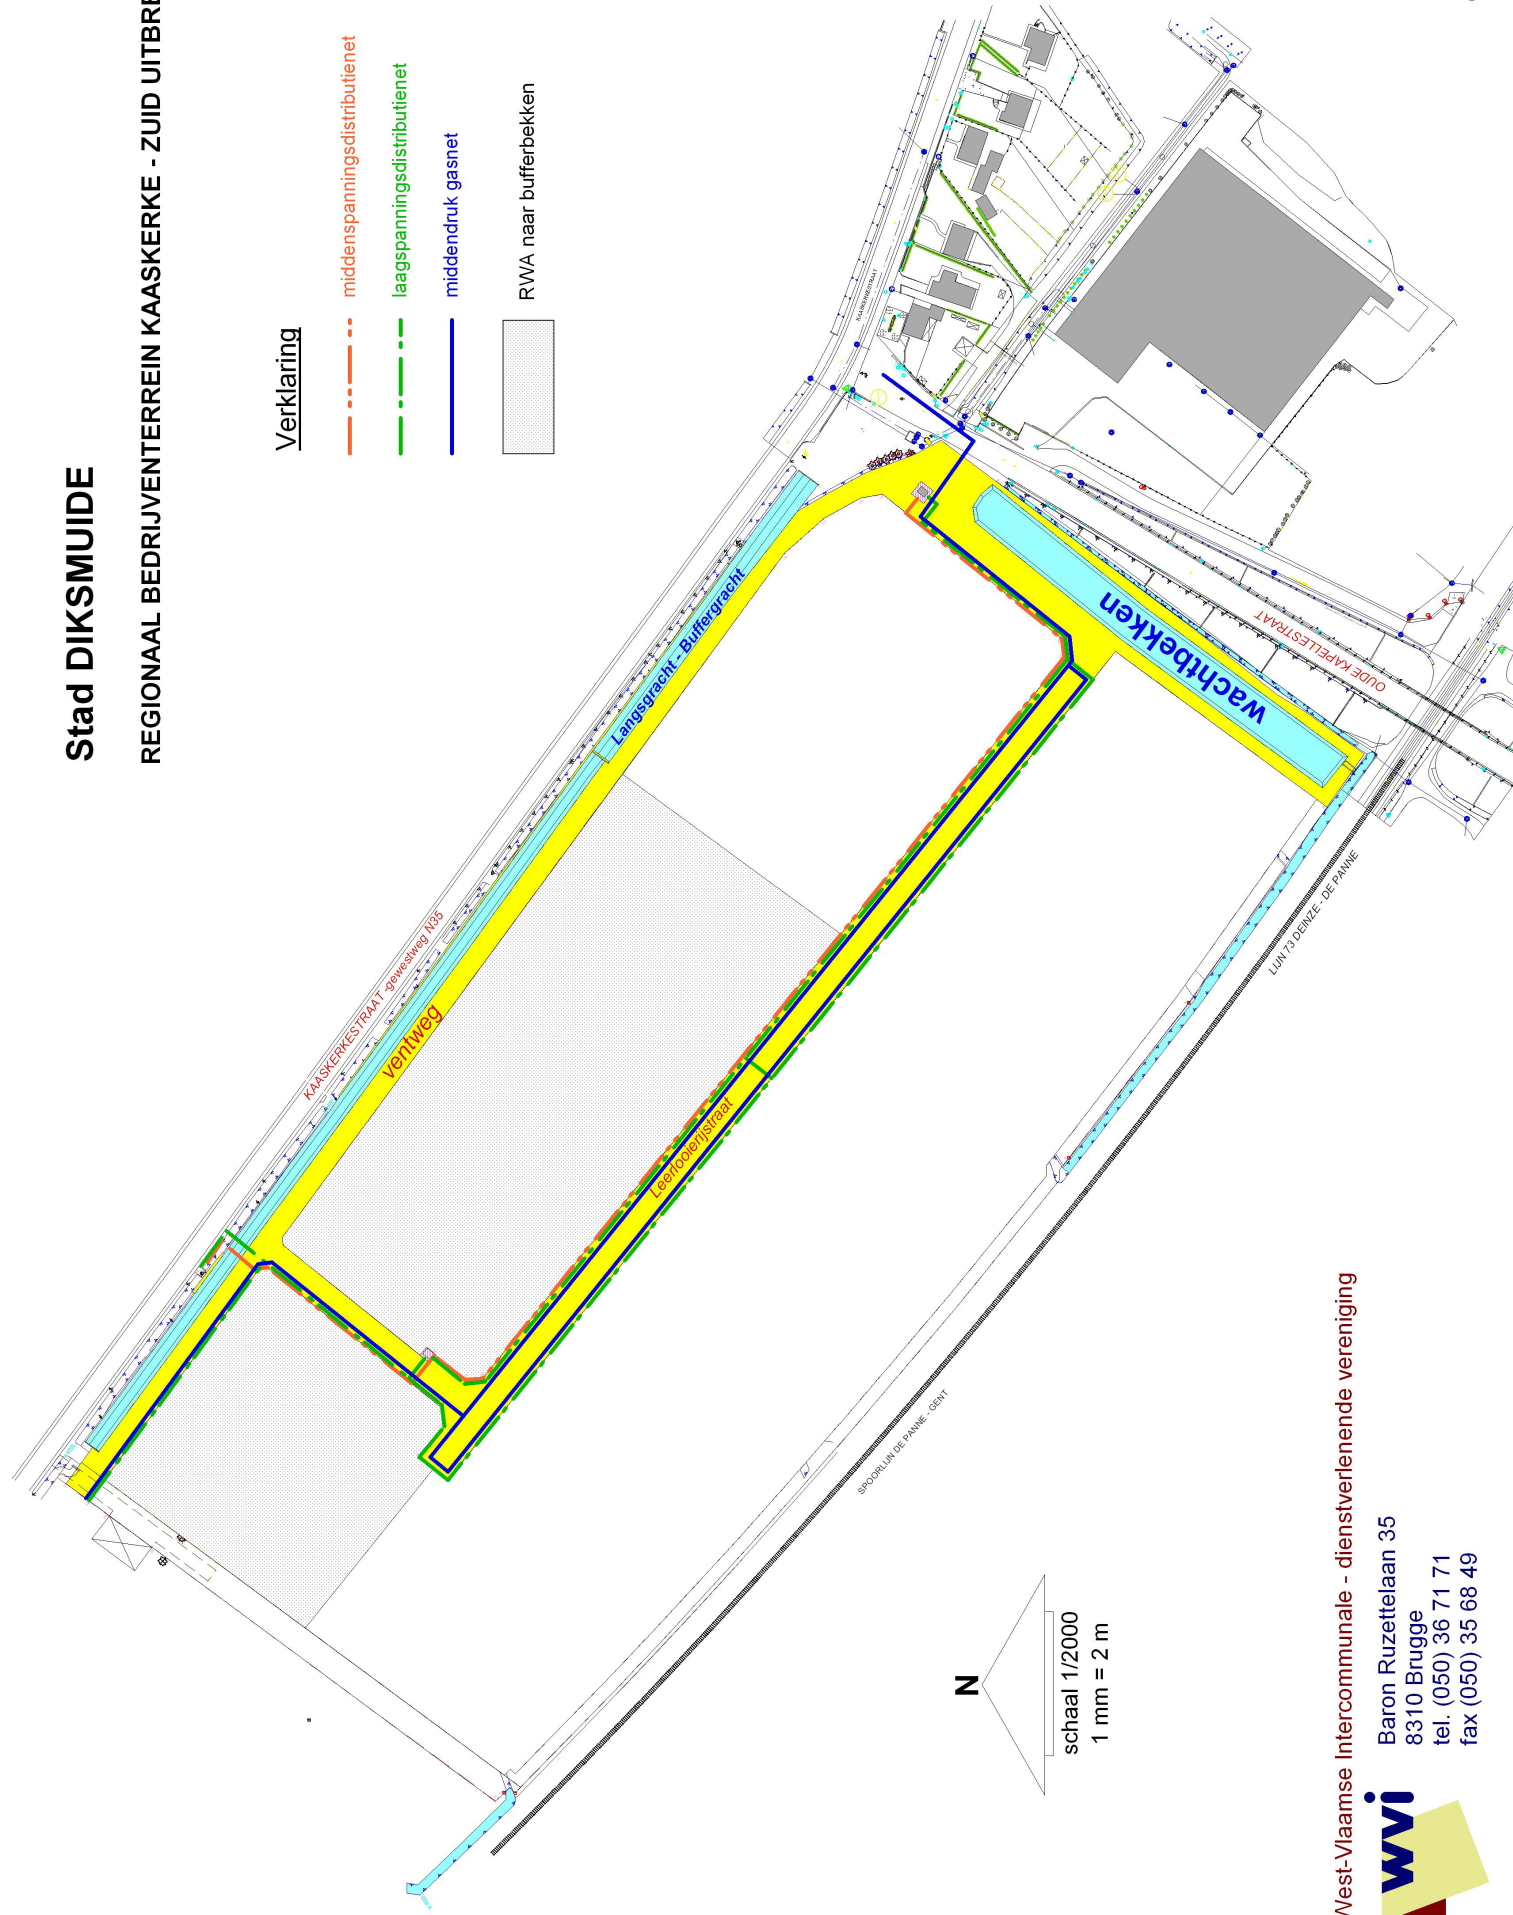 Stad DIKSMUIDE
REGIONAAL BEDRIJVENTERREIN KAASKERKE - ZUID
Verklaring
middenspanningsdistributienet
laagspanningsdistributienet
middendruk gasnet
RWA naar bufferbekken
KAASKERKESTRAAT
KAASKERKESTRAAT -gewestweg N35
Langsgracht - Buffergracht
ventweg
Leerlooierijstraat
wachtbekken
OUDE KAPELLESTRAAT
LIJN 73 DEINZE - DE PANNE
SPOORLIJN DE PANNE - GENT
N
schaal 1/2000
1 mm = 2 m
West-Vlaamse Intercommunale - dienstverlenende vereniging
wvi
Baron Ruzettelaan 35
8310 Brugge
tel. (050) 36 71 71
fax (050) 35 68 49